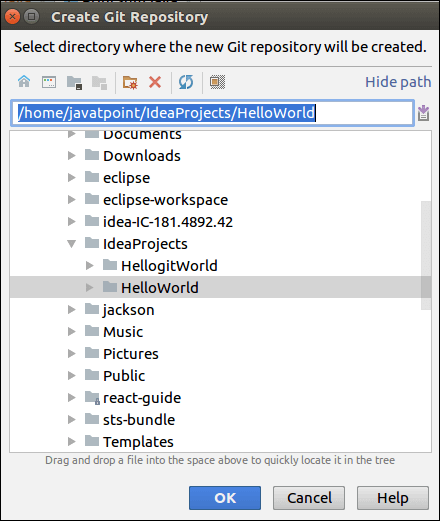 Create Git Repository
Select directory where the new Git repository will be created.
Hide path
/home/javatpoint/IdeaProjects/HelloWorld
Documents
Downloads
eclipse
eclipse-workspace
idea-IC-181.4892.42
IdeaProjects
HellogitWorld
HelloWorld
jackson
Music
Pictures
Public
react-guide
sts-bundle
Templates
Drag and drop a file into the space above to quickly locate it in the tree
OK
Cancel
Help